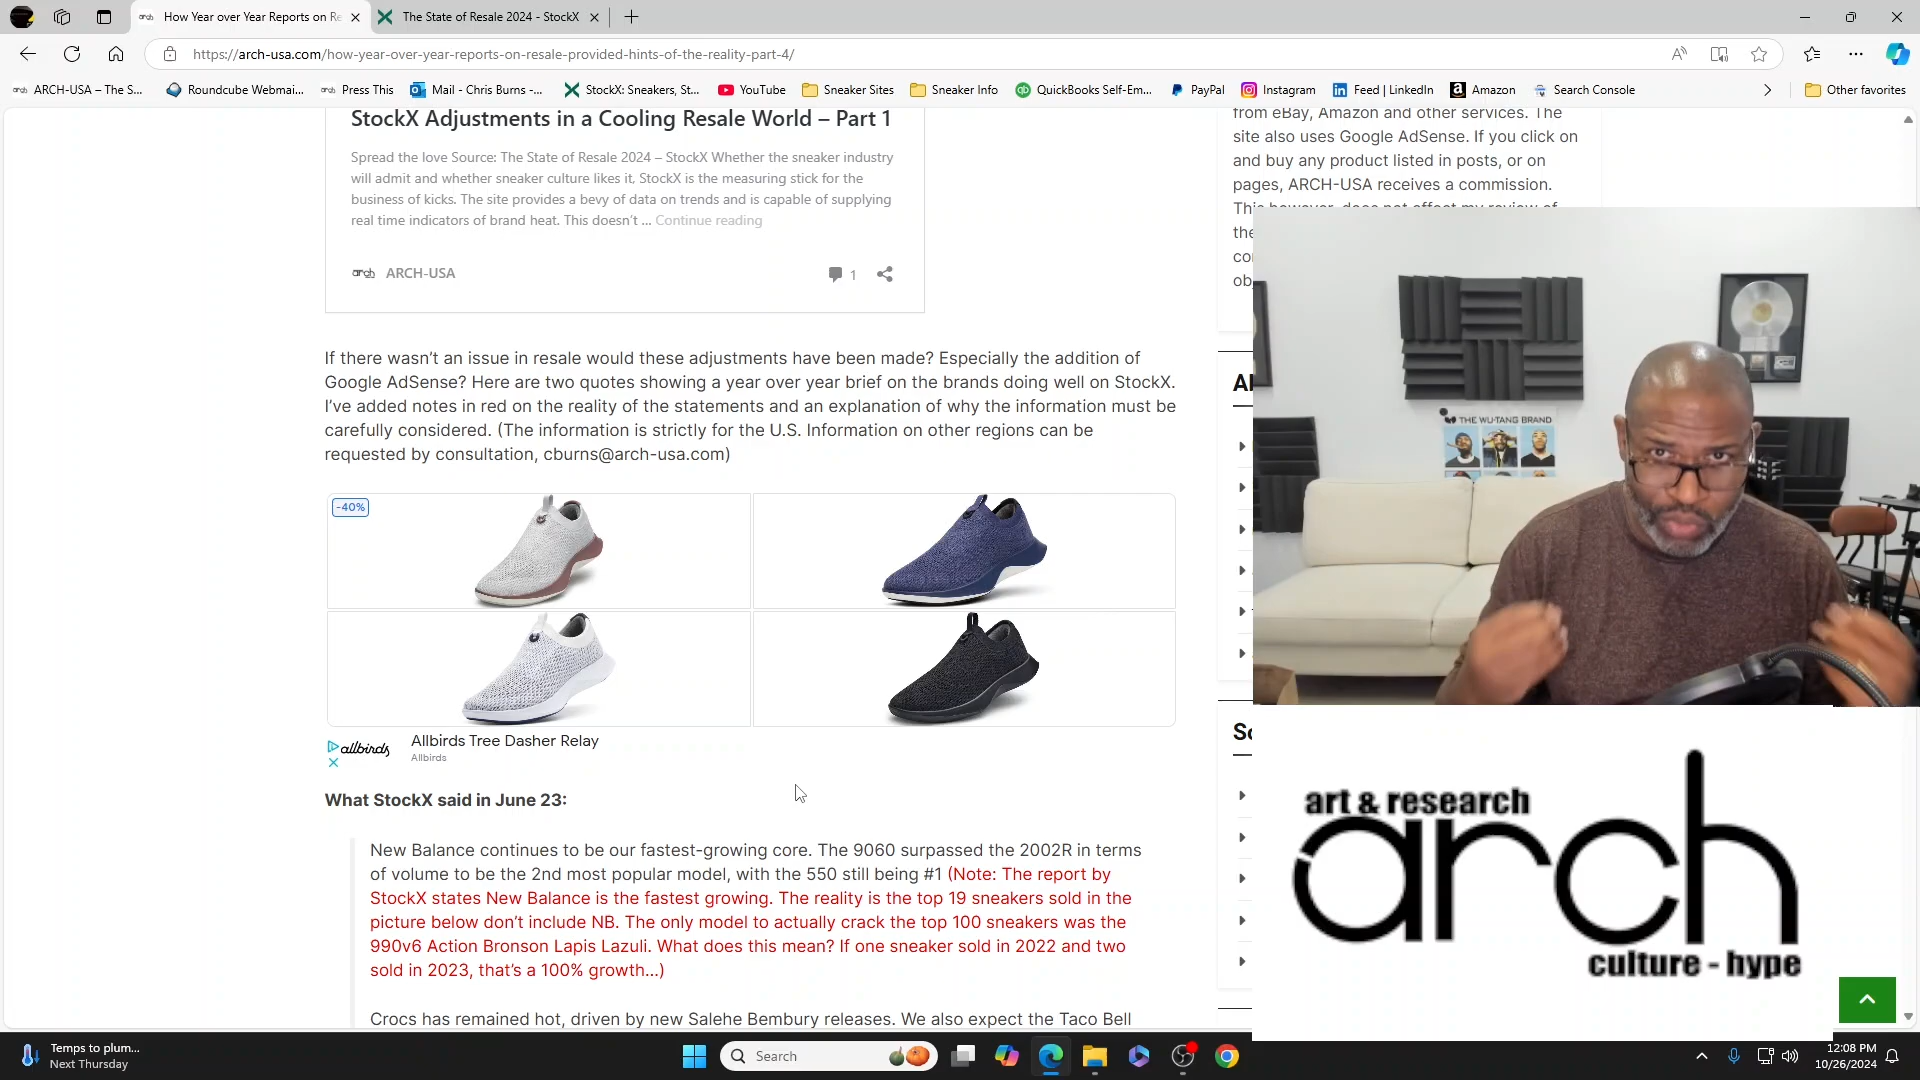 How Year over Year Reports on Re
The State of Resale 2024 - StockX
https://arch-usa.com/how-year-over-year-reports-on-resale-provided-hints-of-the-reality-part-4/
ARCH-USA – The S...
Roundcube Webmai...
Press This
Mail - Chris Burns -...
StockX: Sneakers, St...
YouTube
Sneaker Sites
Sneaker Info
QuickBooks Self-Em...
PayPal
Instagram
Feed | LinkedIn
Amazon
Search Console
Other favorites
StockX Adjustments in a Cooling Resale World – Part 1
Spread the love Source: The State of Resale 2024 – StockX Whether the sneaker industry
will admit and whether sneaker culture likes it, StockX is the measuring stick for the
business of kicks. The site provides a bevy of data on trends and is capable of supplying
real time indicators of brand heat. This doesn't ... Continue reading
arch ARCH-USA
1
If there wasn't an issue in resale would these adjustments have been made? Especially the addition of
Google AdSense? Here are two quotes showing a year over year brief on the brands doing well on StockX.
I've added notes in red on the reality of the statements and an explanation of why the information must be
carefully considered. (The information is strictly for the U.S. Information on other regions can be
requested by consultation, cburns@arch-usa.com)
-40%
allbirds
Allbirds Tree Dasher Relay
Allbirds
What StockX said in June 23:
New Balance continues to be our fastest-growing core. The 9060 surpassed the 2002R in terms
of volume to be the 2nd most popular model, with the 550 still being #1 (Note: The report by
StockX states New Balance is the fastest growing. The reality is the top 19 sneakers sold in the
picture below don't include NB. The only model to actually crack the top 100 sneakers was the
990v6 Action Bronson Lapis Lazuli. What does this mean? If one sneaker sold in 2022 and two
sold in 2023, that's a 100% growth...)
Crocs has remained hot, driven by new Salehe Bembury releases. We also expect the Taco Bell
from eBay, Amazon and other services. The
site also uses Google AdSense. If you click on
and buy any product listed in posts, or on
pages, ARCH-USA receives a commission.
This however, does not affect my review of
the
THE WU-TANG BRAND
art & research
arch
culture - hype
Temps to plum...
Next Thursday
Search
12:08 PM
10/26/2024